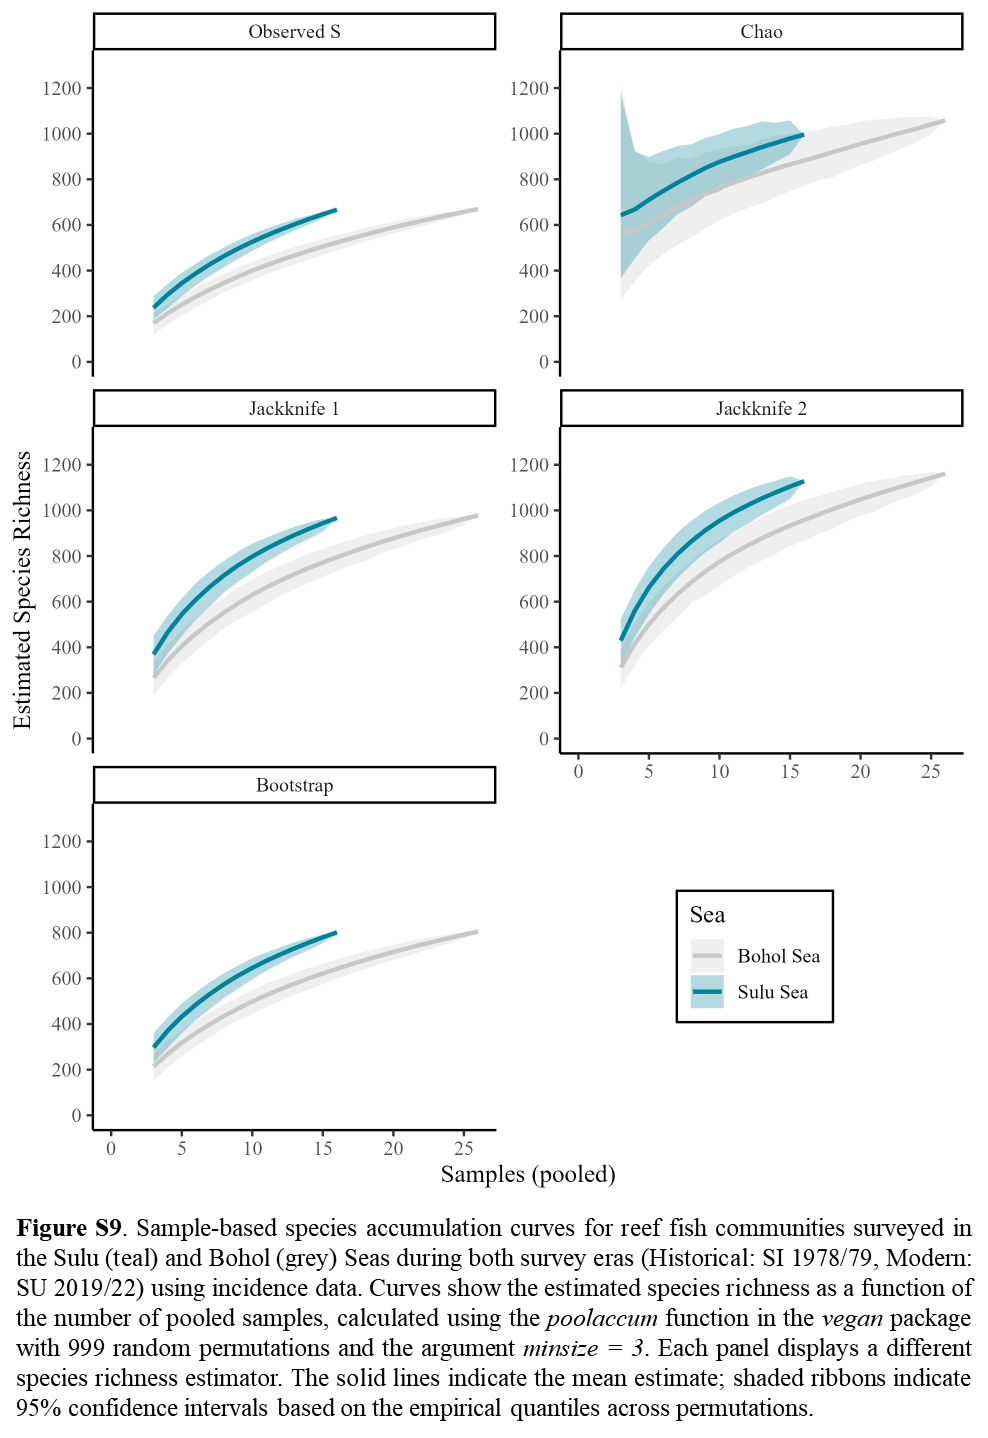 Observed S
Chao
1200
1000
800
600
400
200
0
1200
1000
800
600
400
200
0
Jackknife 1
Jackknife 2
Estimated Species Richness
1200
1000
800
600
400
200
0
1200
1000
800
600
400
200
0
0 5 10 15 20 25
Bootstrap
1200
1000
800
600
400
200
0
0 5 10 15 20 25
Sea
Bohol Sea
Sulu Sea
Samples (pooled)
Figure S9. Sample-based species accumulation curves for reef fish communities surveyed in
the Sulu (teal) and Bohol (grey) Seas during both survey eras (Historical: SI 1978/79, Modern:
SU 2019/22) using incidence data. Curves show the estimated species richness as a function of
the number of pooled samples, calculated using the poolaccum function in the vegan package
with 999 random permutations and the argument minsize = 3. Each panel displays a different
species richness estimator. The solid lines indicate the mean estimate; shaded ribbons indicate
95% confidence intervals based on the empirical quantiles across permutations.